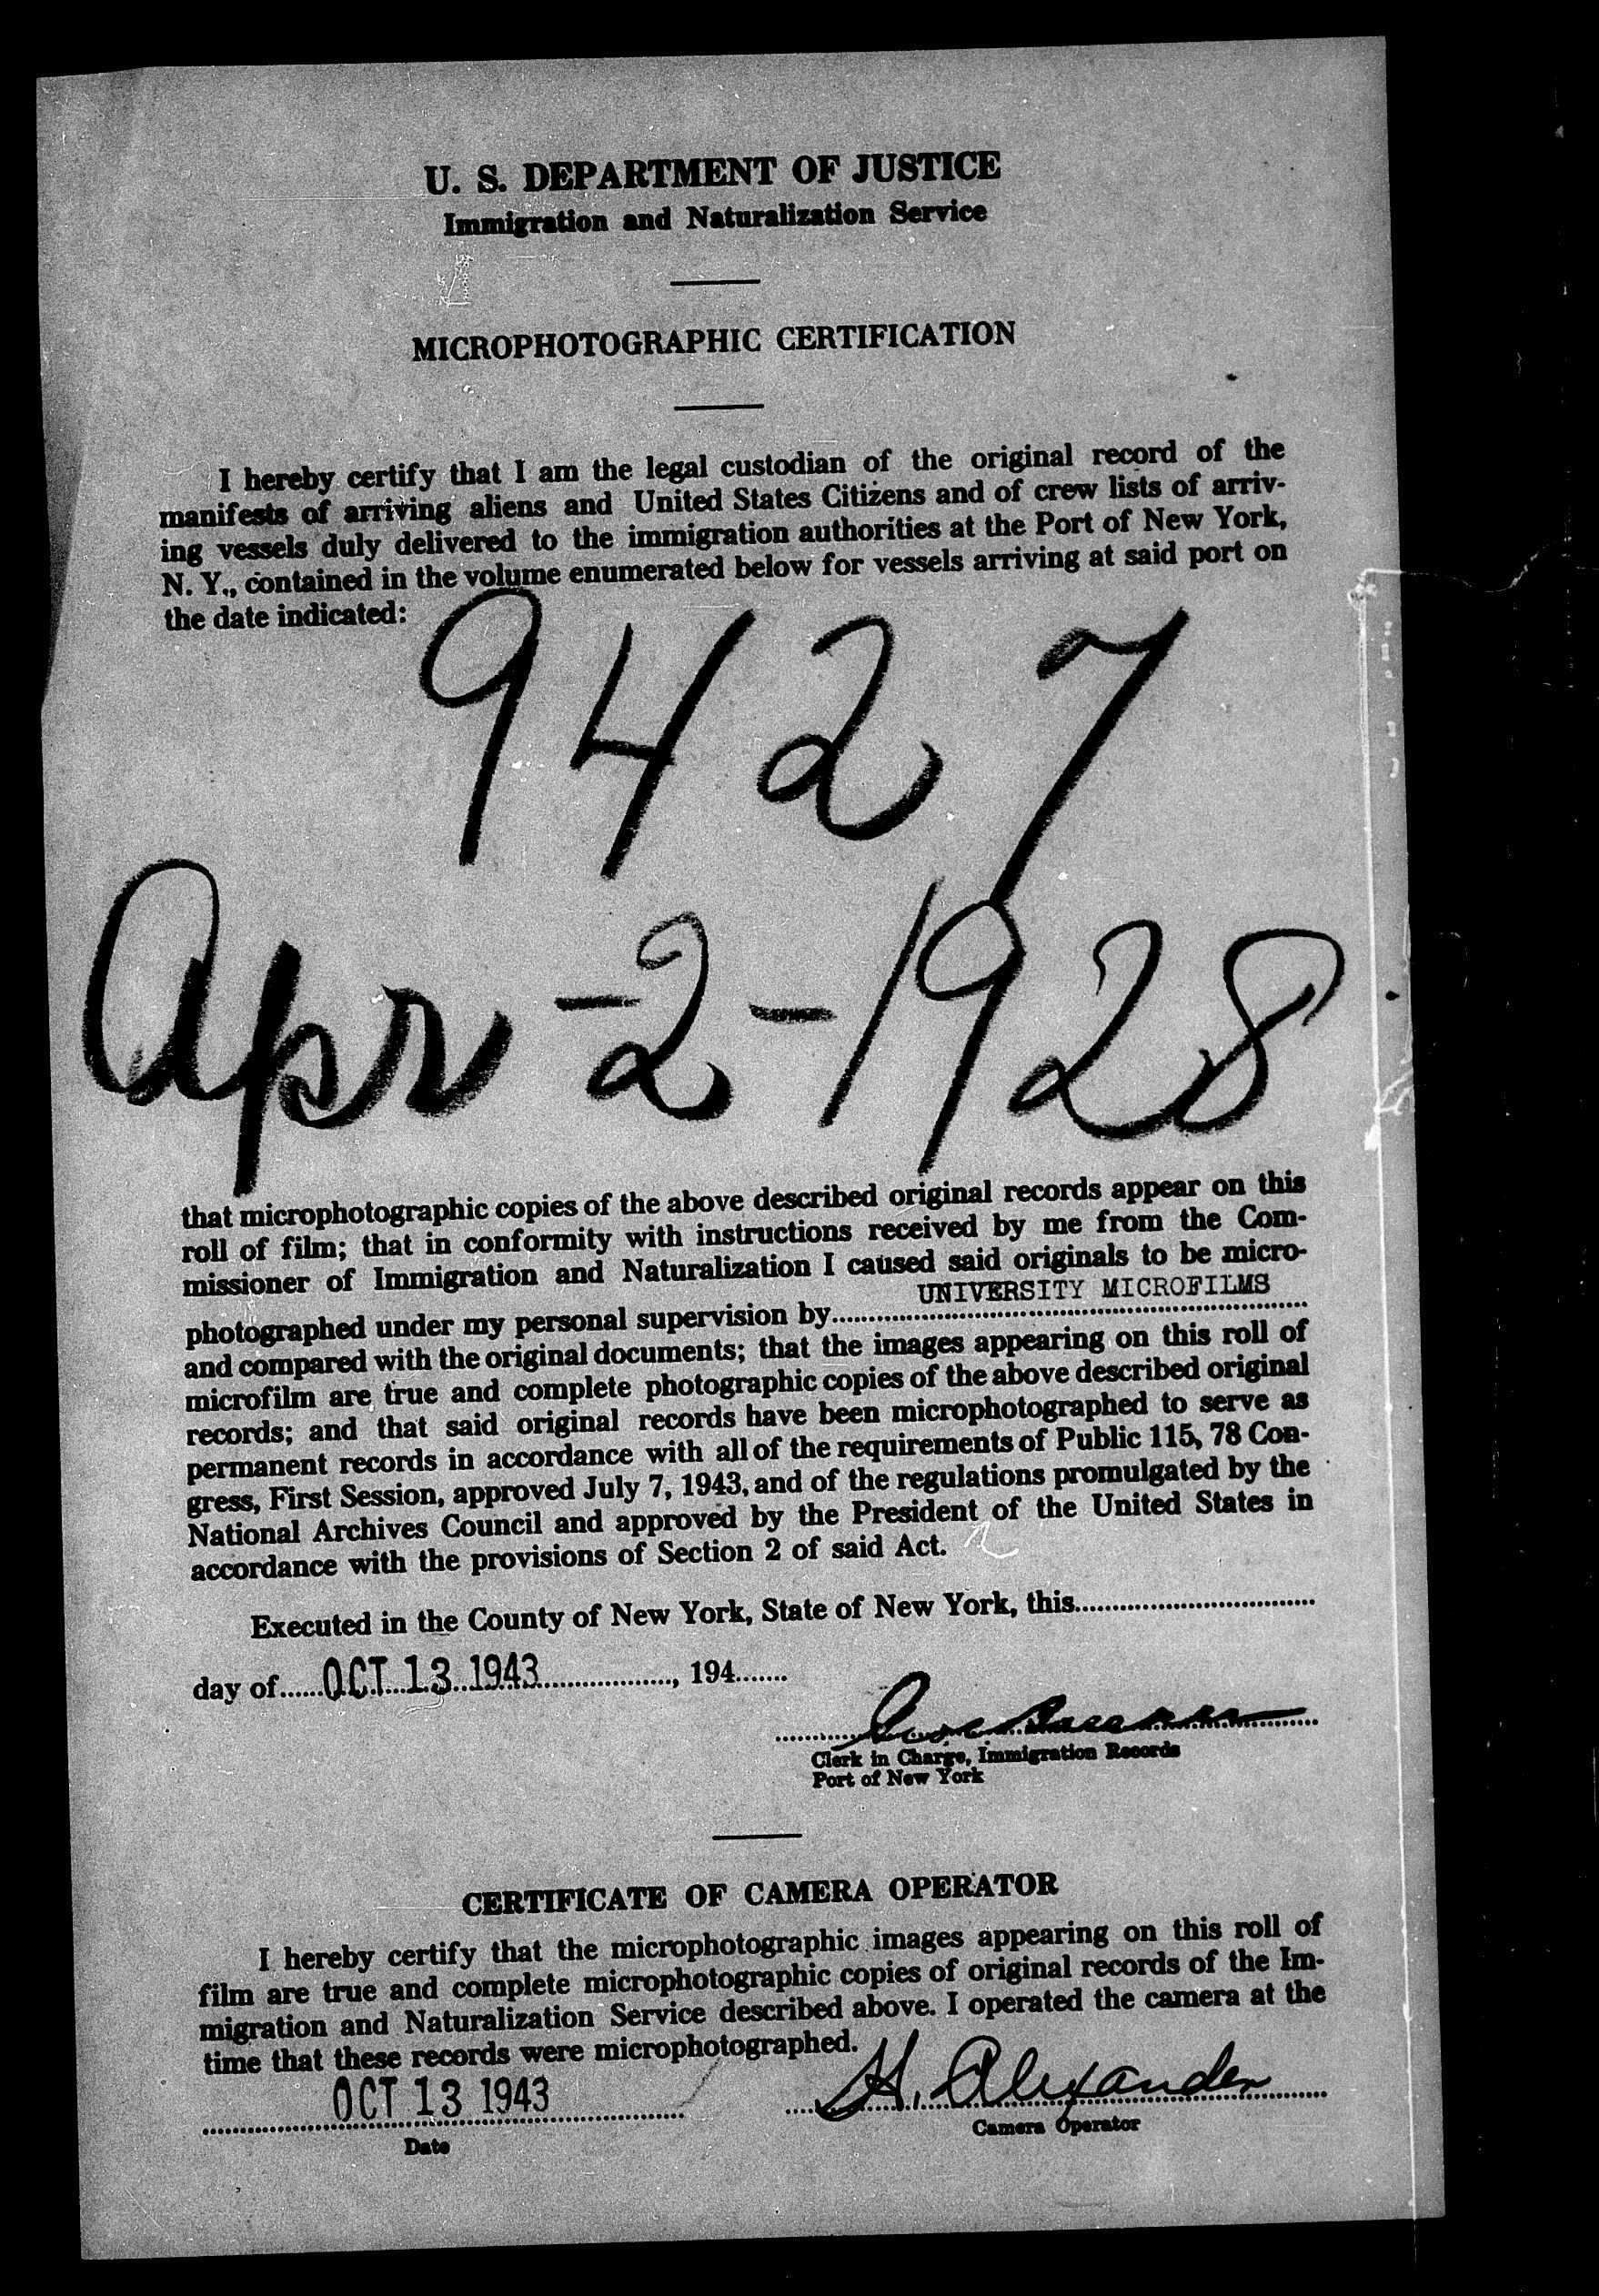 U. S. DEPARTMENT OF JUSTICE
Immigration and Naturalization Service
MICROPHOTOGRAPHIC CERTIFICATION
I hereby certify that I am the legal custodian of the original record of the
manifests of arriving aliens and United States Citizens and of crew lists of arriv-
ing vessels duly delivered to the immigration authorities at the Port of New York,
N. Y., contained in the volume enumerated below for vessels arriving at said port on
the date indicated:
9427
Apr - 2 - 1928
that microphotographic copies of the above described original records appear on this
roll of film; that in conformity with instructions received by me from the Com-
missioner of Immigration and Naturalization I caused said originals to be micro-
UNIVERSITY MICROFILMS
photographed under my personal supervision by
and compared with the original documents; that the images appearing on this roll of
microfilm are true and complete photographic copies of the above described original
records; and that said original records have been microphotographed to serve as
permanent records in accordance with all of the requirements of Public 115, 78 Con-
gress, First Session, approved July 7, 1943, and of the regulations promulgated by the
National Archives Council and approved by the President of the United States in
accordance with the provisions of Section 2 of said Act.
Executed in the County of New York, State of New York, this
day of OCT 13 1943, 194
Clerk in Charge, Immigration Records
Port of New York
CERTIFICATE OF CAMERA OPERATOR
I hereby certify that the microphotographic images appearing on this roll of
film are true and complete microphotographic copies of original records of the Im-
migration and Naturalization Service described above. I operated the camera at the
time that these records were microphotographed.
OCT 13 1943 H. Alexander
Date Camera Operator